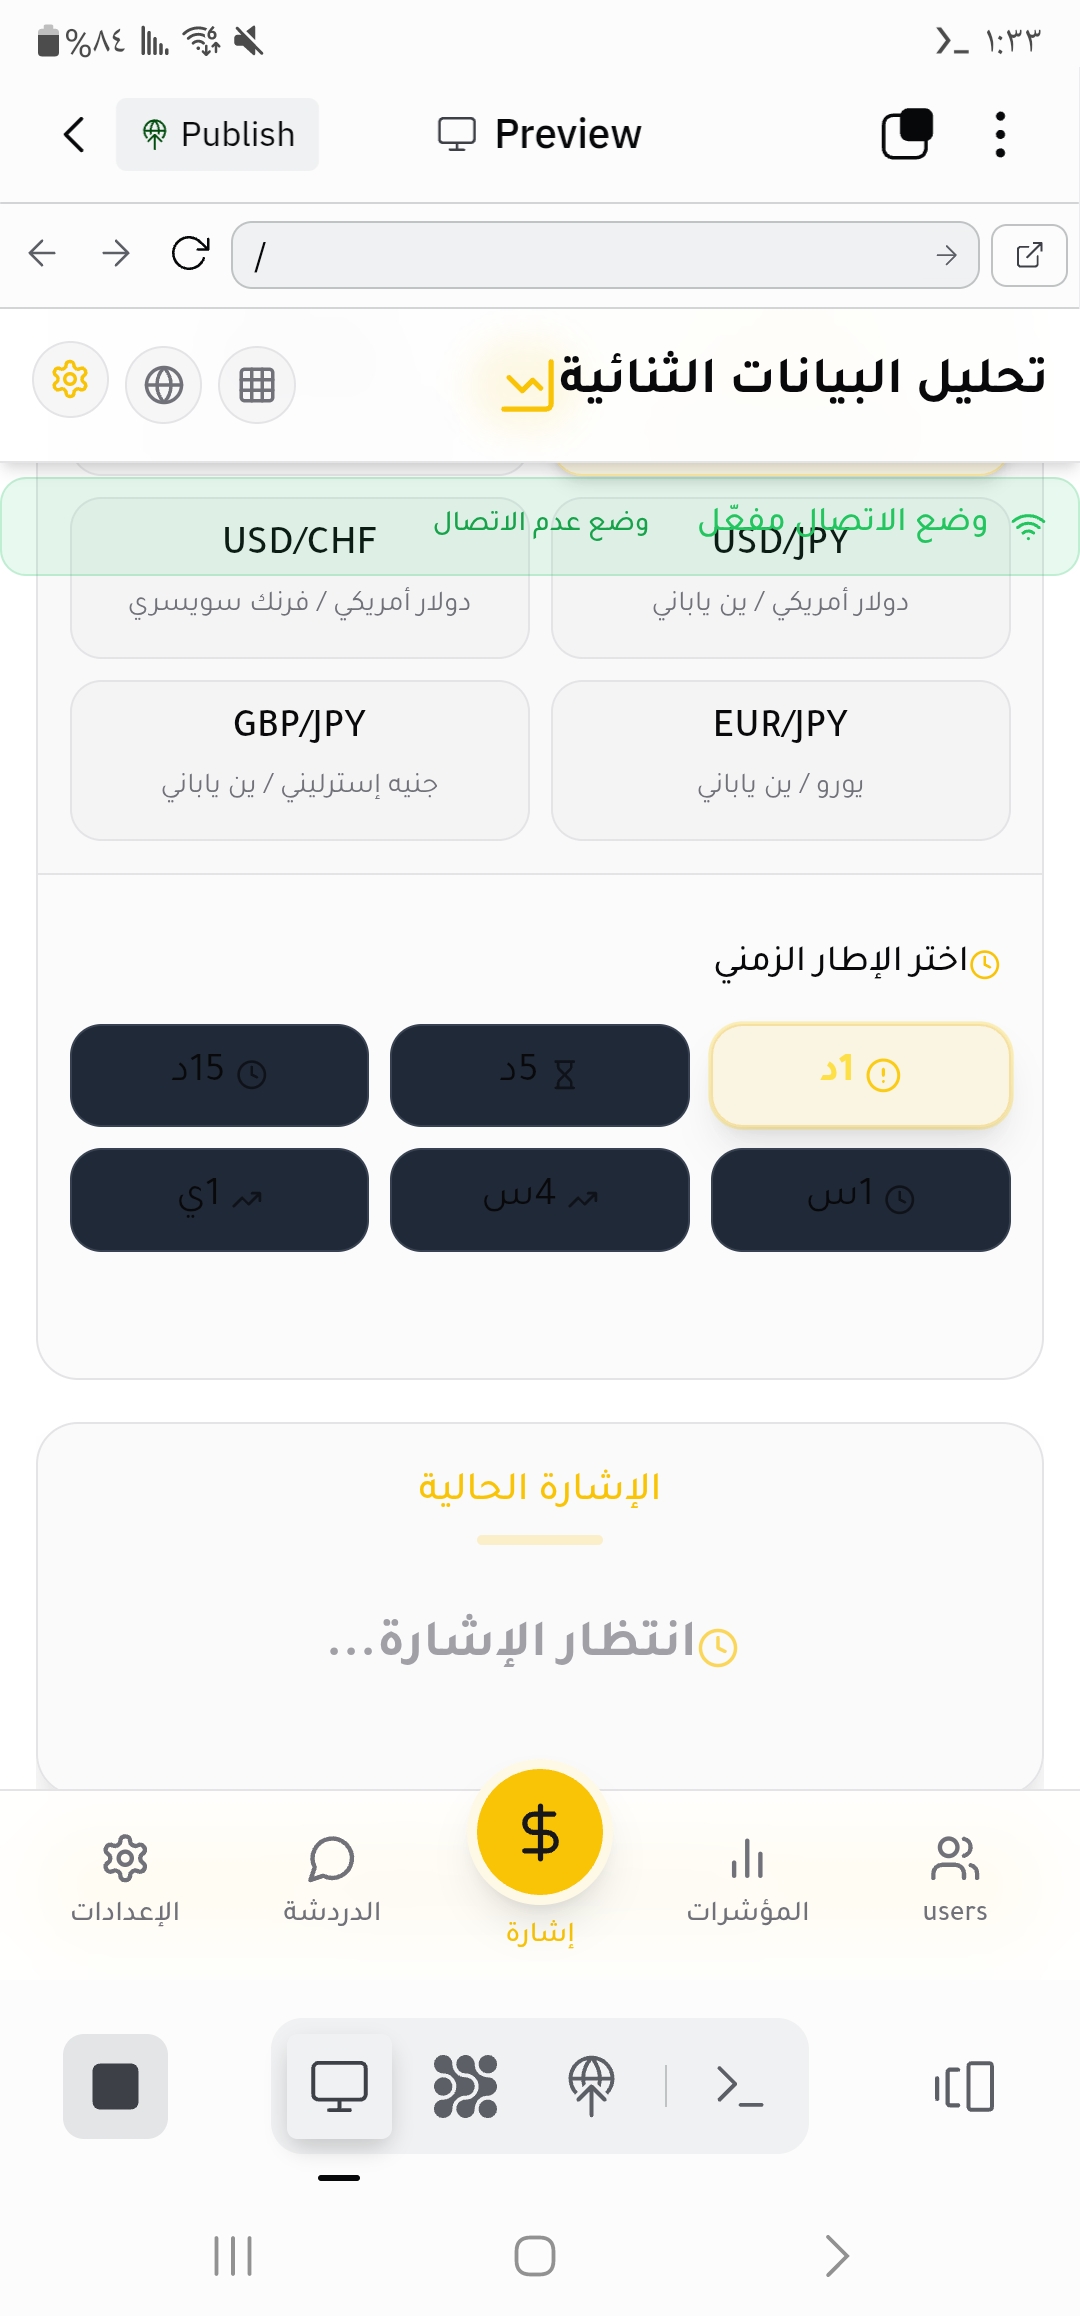 ١:٣٣
%٨٤
Publish
Preview
/
تحليل البيانات الثنائية
وضع الاتصال مفعّل
وضع عدم الاتصال
USD/JPY
دولار أمريكي / ين ياباني
USD/CHF
دولار أمريكي / فرنك سويسري
EUR/JPY
يورو / ين ياباني
GBP/JPY
جنيه إسترليني / ين ياباني
اختر الإطار الزمني
1د
5د
15د
1س
4س
1ي
الإشارة الحالية
انتظار الإشارة...
users
المؤشرات
إشارة
الدردشة
الإعدادات